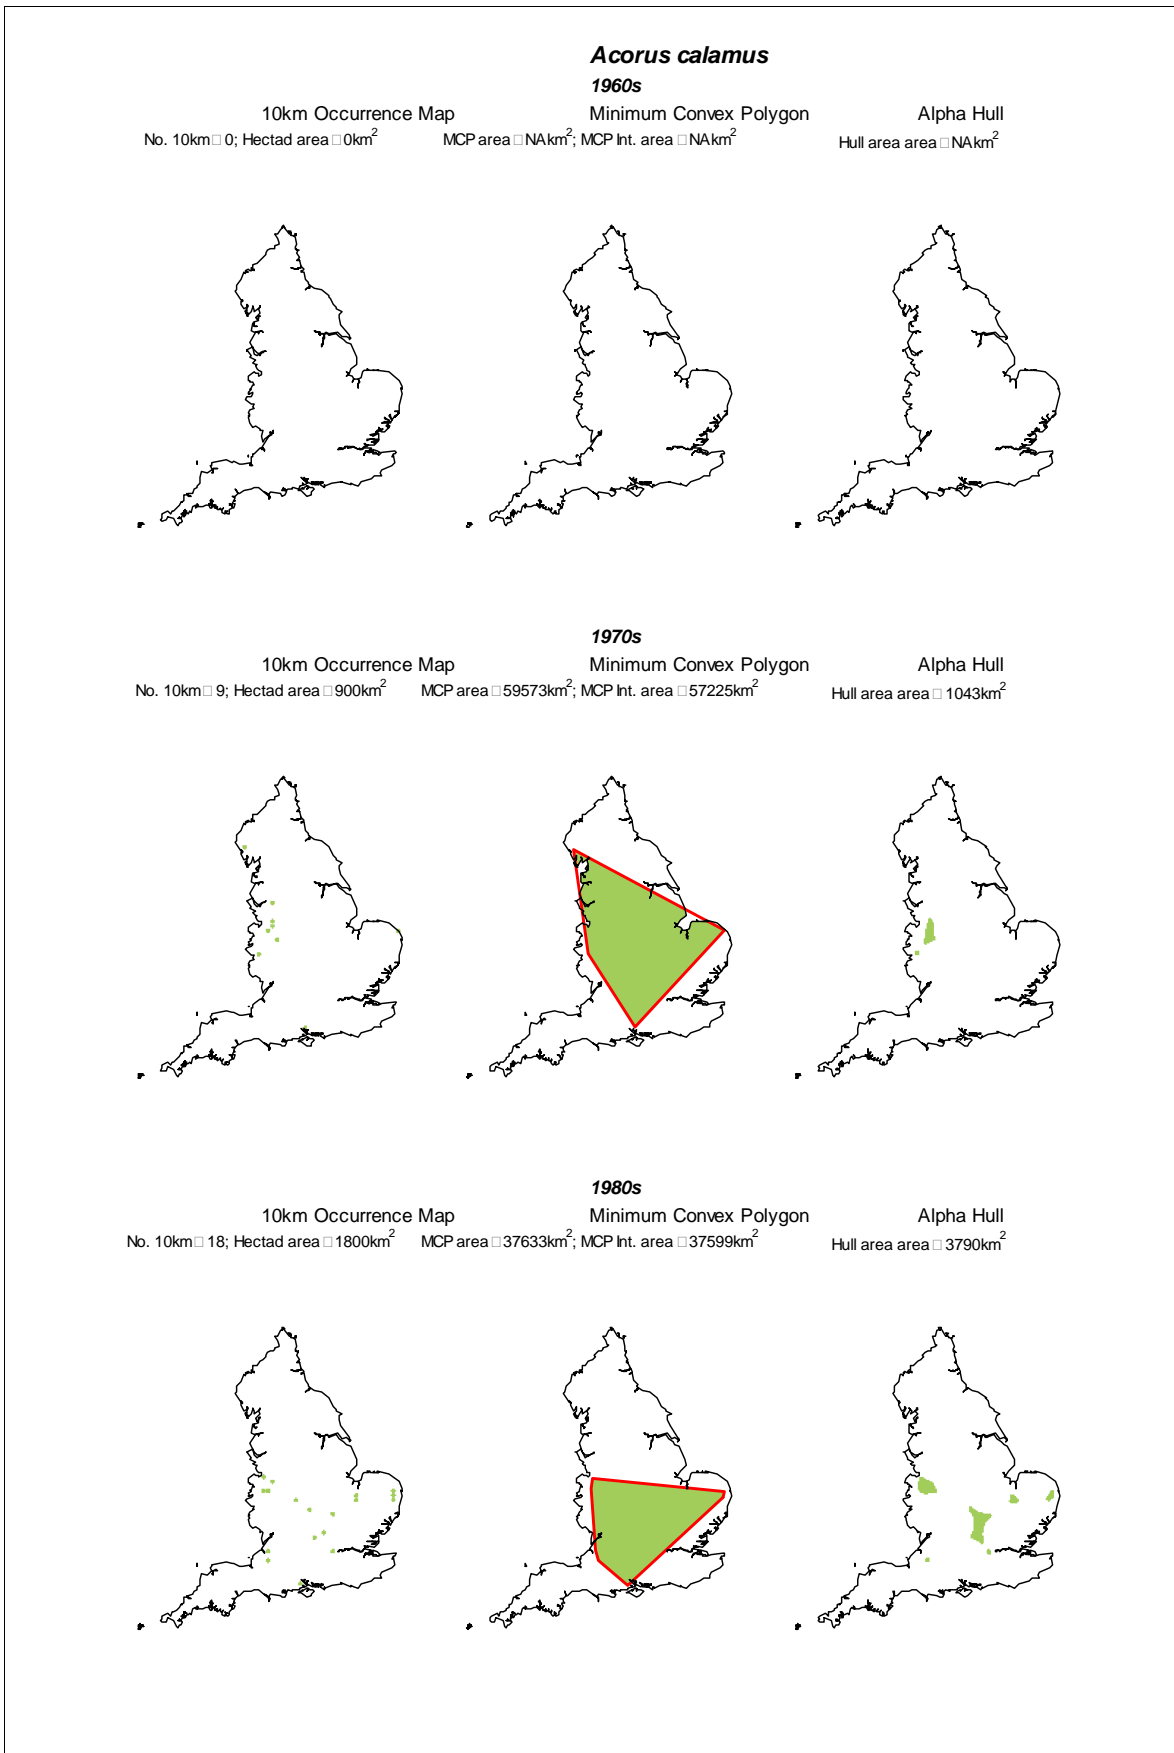 Acorus calamus
1960s
10km Occurrence Map Minimum Convex Polygon Alpha Hull
No. 10km□0; Hectad area □0km² MCP area □NAkm²; MCP Int. area □NAkm² Hull area area □NAkm²
1970s
10km Occurrence Map Minimum Convex Polygon Alpha Hull
No. 10km□9; Hectad area □900km² MCP area □59573km²; MCP Int. area □57225km² Hull area area □1043km²
1980s
10km Occurrence Map Minimum Convex Polygon Alpha Hull
No. 10km□18; Hectad area □1800km² MCP area □37633km²; MCP Int. area □37599km² Hull area area □3790km²